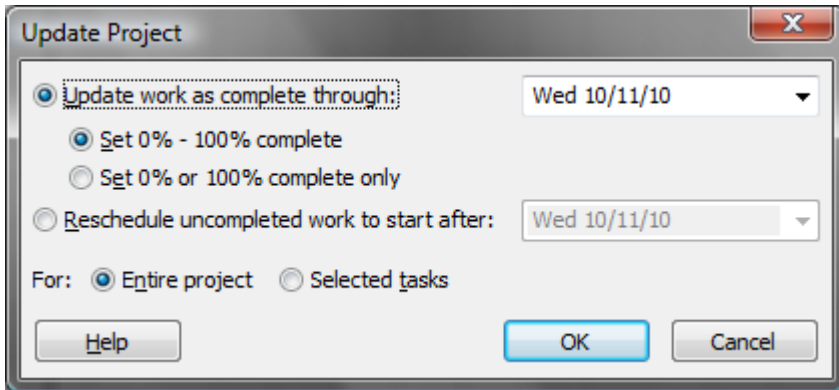 Update Project
Update work as complete through: Wed 10/11/10
Set 0% - 100% complete
Set 0% or 100% complete only
Reschedule uncompleted work to start after: Wed 10/11/10
For: Entire project Selected tasks
Help OK Cancel